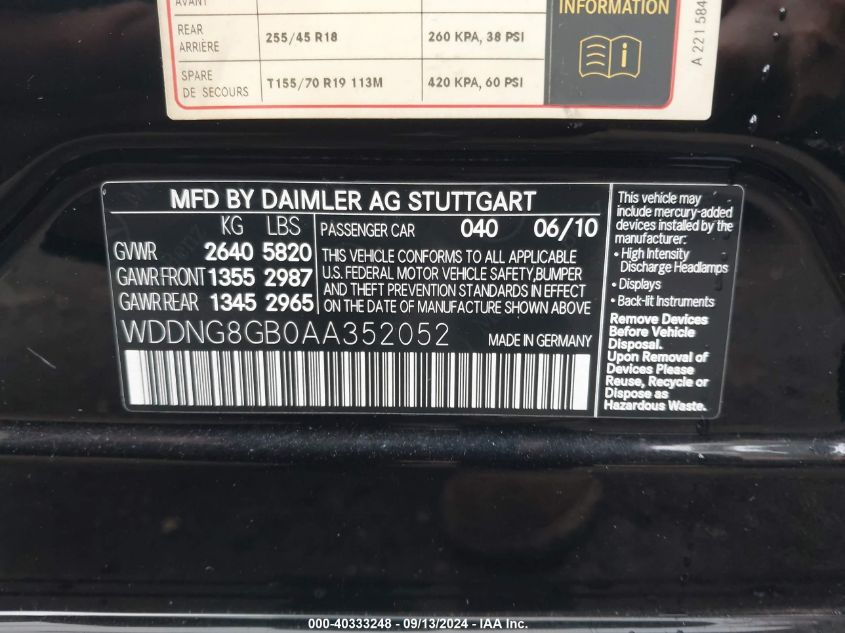 AVANT
INFORMATION
REAR
ARRIÈRE
255/45 R18
260 KPA, 38 PSI
SPARE
DE SECOURS
T155/70 R19 113M
420 KPA, 60 PSI
A 221 584
MFD BY DAIMLER AG STUTTGART
KG LBS
GVWR 2640 5820
GAWR FRONT 1355 2987
GAWR REAR 1345 2965
PASSENGER CAR 040 06/10
THIS VEHICLE CONFORMS TO ALL APPLICABLE
U.S. FEDERAL MOTOR VEHICLE SAFETY,BUMPER
AND THEFT PREVENTION STANDARDS IN EFFECT
ON THE DATE OF MANUFACTURE SHOWN ABOVE
WDDNG8GB0AA352052
MADE IN GERMANY
This vehicle may
include mercury-added
devices installed by the
manufacturer:
• High Intensity
Discharge Headlamps
• Displays
• Back-lit Instruments
Remove Devices
Before Vehicle
Disposal.
Upon Removal of
Devices Please
Reuse, Recycle or
Dispose as
Hazardous Waste.
000-40333248 - 09/13/2024 - IAA Inc.